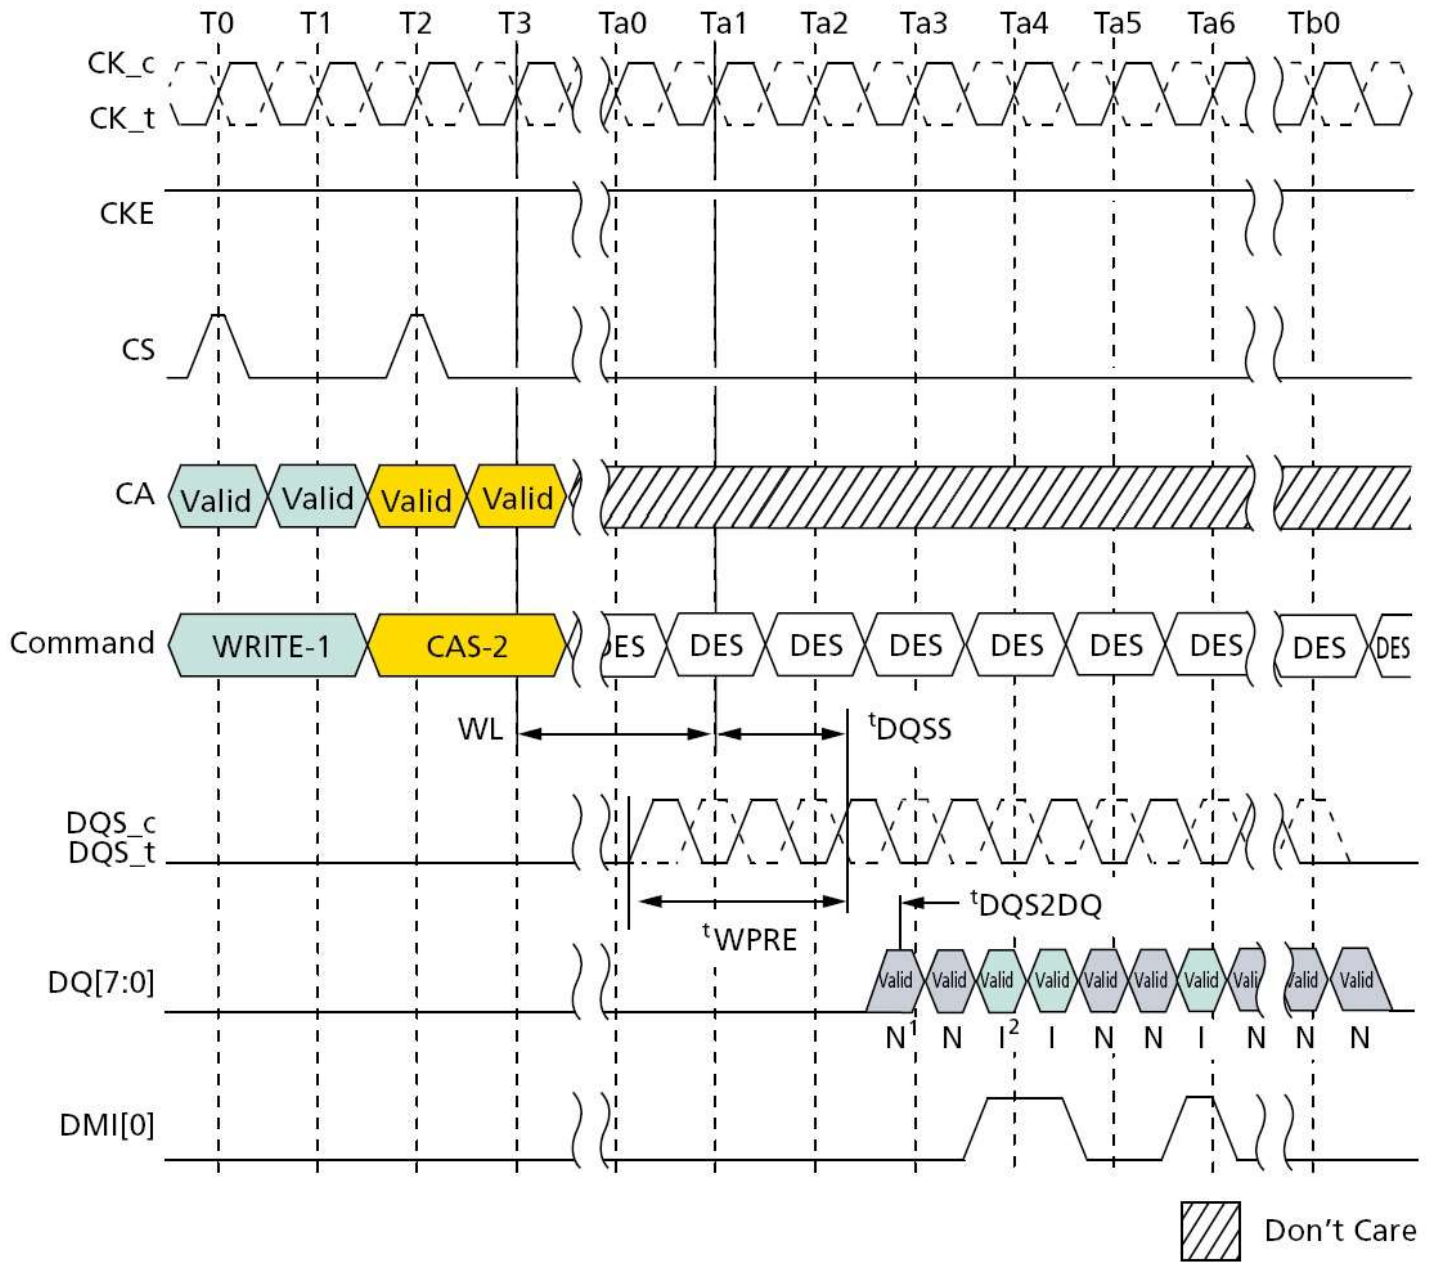 T0 T1 T2 T3 Ta0 Ta1 Ta2 Ta3 Ta4 Ta5 Ta6 Tb0
CK_c
CK_t
CKE
CS
CA Valid Valid Valid Valid
Command WRITE-1 CAS-2 DES DES DES DES DES DES DES DES DES
WL tDQSS
DQS_c
DQS_t
tDQS2DQ
tWPRE
DQ[7:0] Valid Valid Valid Valid Valid Valid Valid Vali Valid Valid
N1 N I2 I N N I N N N
DMI[0]
Don't Care